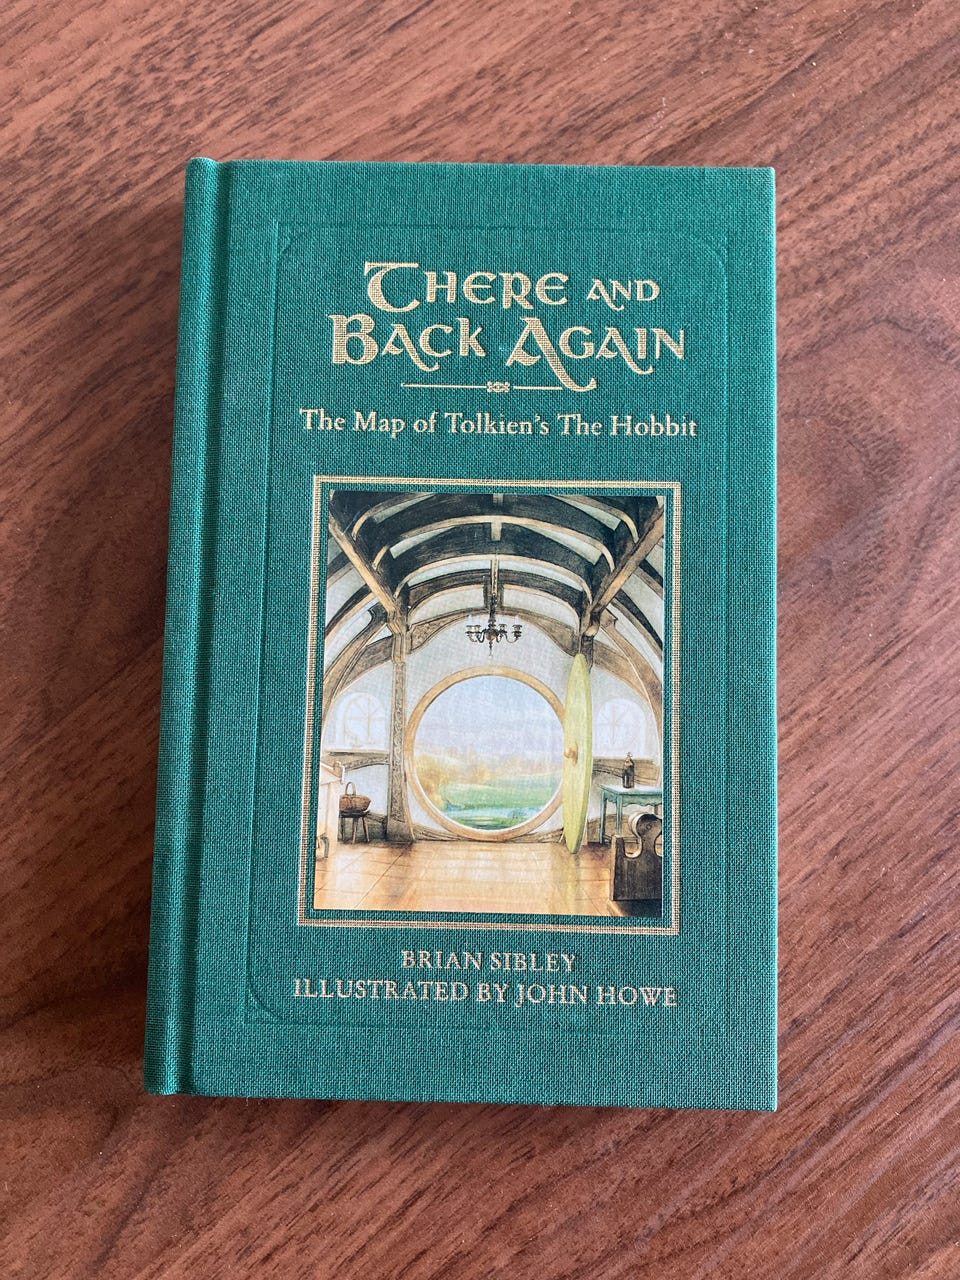 There and
Back Again
The Map of Tolkien's The Hobbit
BRIAN SIBLEY
ILLUSTRATED BY JOHN HOWE